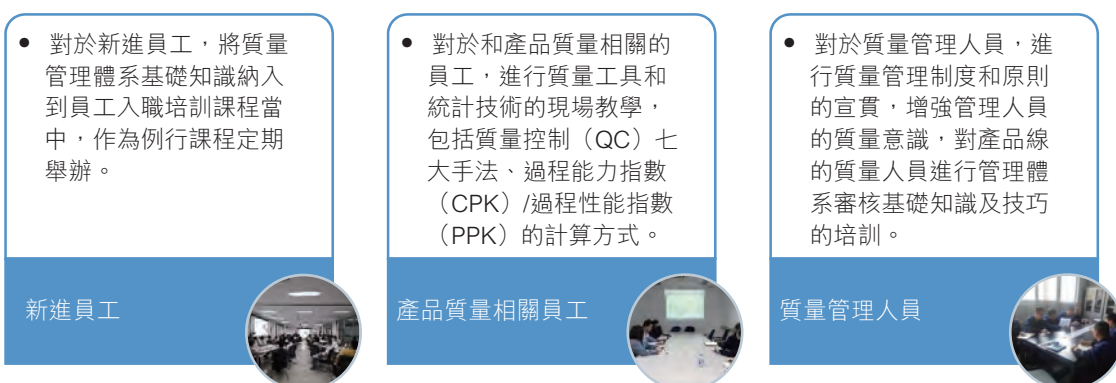 • 對於新進員工，將質量
管理體系基礎知識納入
到員工入職培訓課程當
中，作為例行課程定期
舉辦。
新進員工
• 對於和產品質量相關的
員工，進行質量工具和
統計技術的現場教學，
包括質量控制（QC）七
大手法、過程能力指數
（CPK）/過程性能指數
（PPK）的計算方式。
產品質量相關員工
• 對於質量管理人員，進
行質量管理制度和原則
的宣貫，增強管理人員
的質量意識，對產品線
的質量人員進行管理體
系審核基礎知識及技巧
的培訓。
質量管理人員